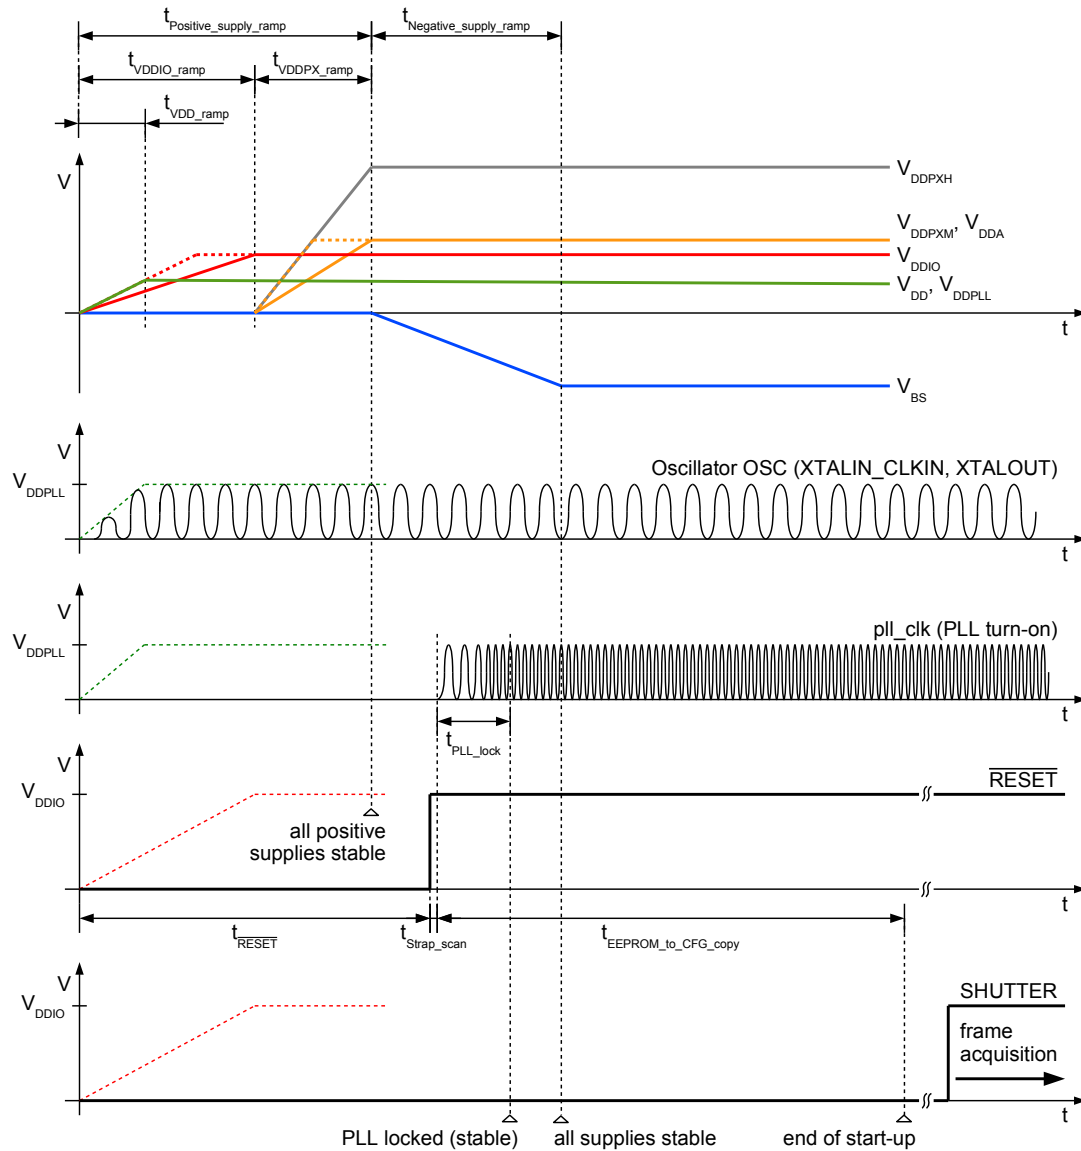 tPositive_supply_ramp
tNegative_supply_ramp
tVDDIO_ramp
tVDDPX_ramp
tVDD_ramp
V
VDDPXH
VDDPXM, VDDA
VDDIO
VDD, VDDPLL
t
VBS
V
Oscillator OSC (XTALIN_CLKIN, XTALOUT)
VDDPLL
t
V
pll_clk (PLL turn-on)
VDDPLL
t
tPLL_lock
V
RESET
VDDIO
all positive
supplies stable
t
tRESET
tStrap_scan
tEEPROM_to_CFG_copy
V
SHUTTER
VDDIO
frame
acquisition
t
PLL locked (stable)
all supplies stable
end of start-up